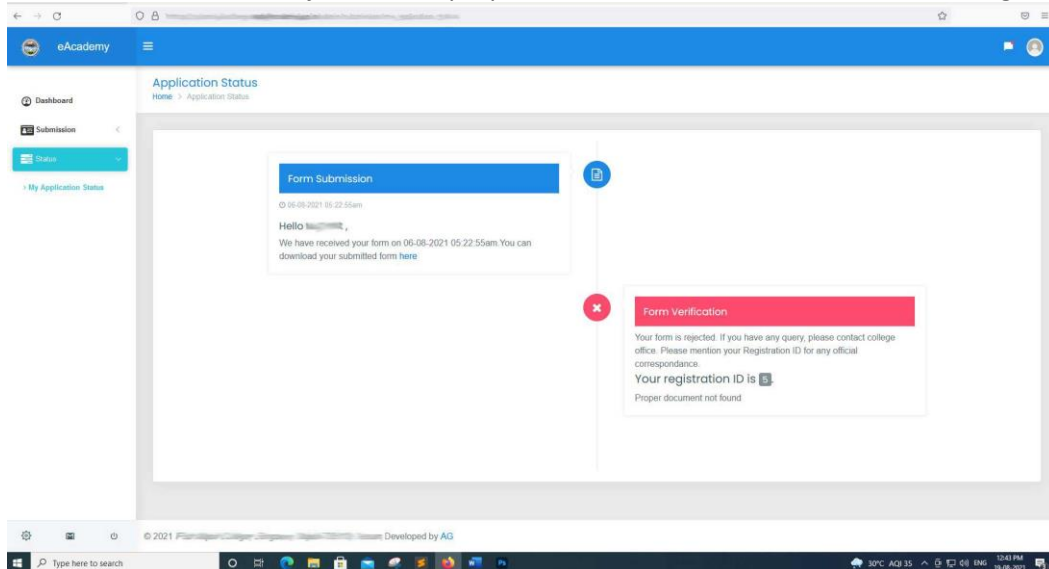 eAcademy
Application Status
Home > Application Status
Dashboard
Submission
Status
> My Application Status
Form Submission
06-08-2021 05:22:55am
Hello
We have received your form on 06-08-2021 05:22:55am.You can
download your submitted form here
Form Verification
Your form is rejected. If you have any query, please contact college
office. Please mention your Registration ID for any official
correspondance.
Your registration ID is 5.
Proper document not found
© 2021 Developed by AG
Type here to search
30°C AQI 35 ENG
12:43 PM
19-08-2021